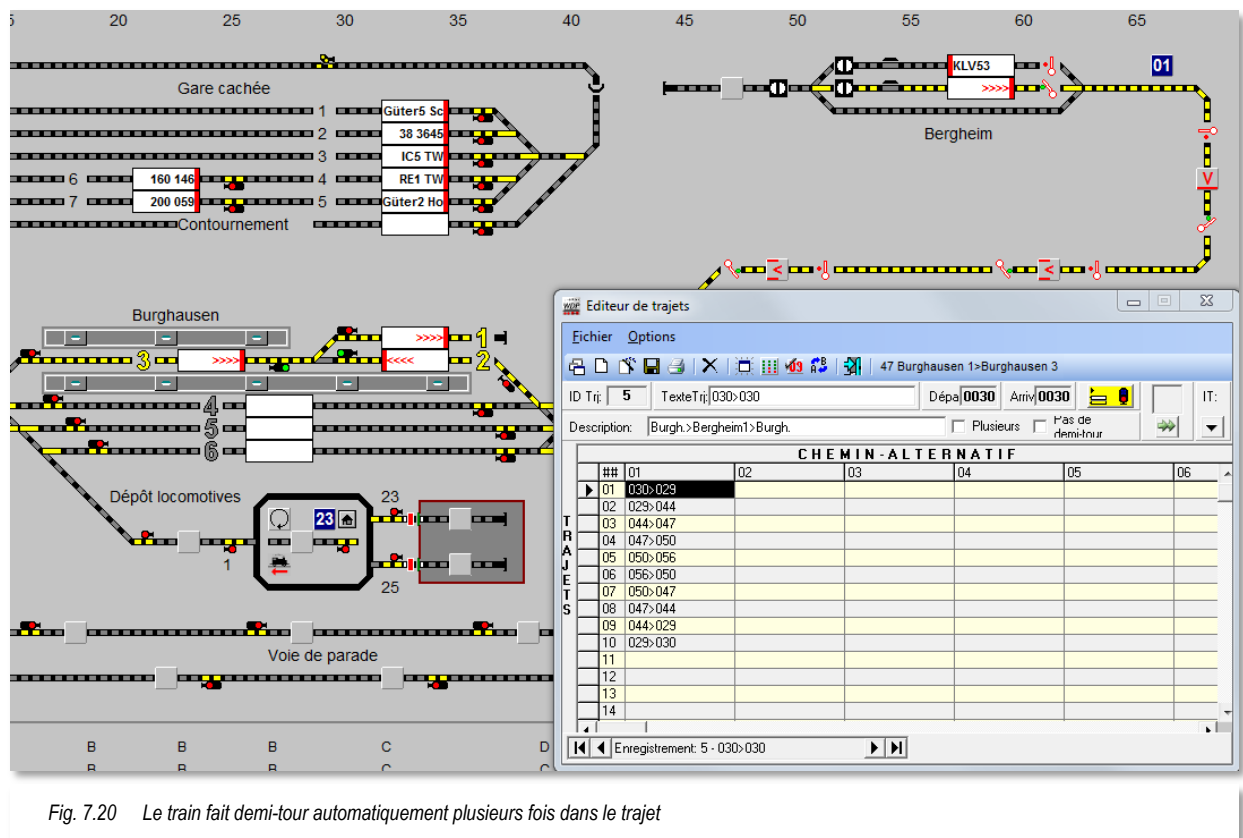 20 25 30 35 40 45 50 55 60 65
KLV53
01
>>>>
Bergheim
Gare cachée
1 Güter5 Sc
2 38 3645
3 IC5 TW
6 160 146 4 RE1 TW
7 200 059 5 Güter2 Ho
Contournement
V
< <
Burghausen
>>>> 1
3 >>>> <<<< 2
4
5
6
Dépôt locomotives
23
23
1
25
Voie de parade
B B B C D
B B B C C
Editeur de trajets
Fichier Options
47 Burghausen 1>Burghausen 3
ID Trj: 5 TexteTrj: 030>030 Dépa 0030 Arriv 0030 IT:
Description: Burgh.>Bergheim1>Burgh. Plusieurs Pas de demi-tour
CHEMIN-ALTERNATIF
TRAJETS
## 01 02 03 04 05 06
01 030>029
02 029>044
03 044>047
04 047>050
05 050>056
06 056>050
07 050>047
08 047>044
09 044>029
10 029>030
11
12
13
14
Enregistrement: 5 - 030>030
Fig. 7.20 Le train fait demi-tour automatiquement plusieurs fois dans le trajet